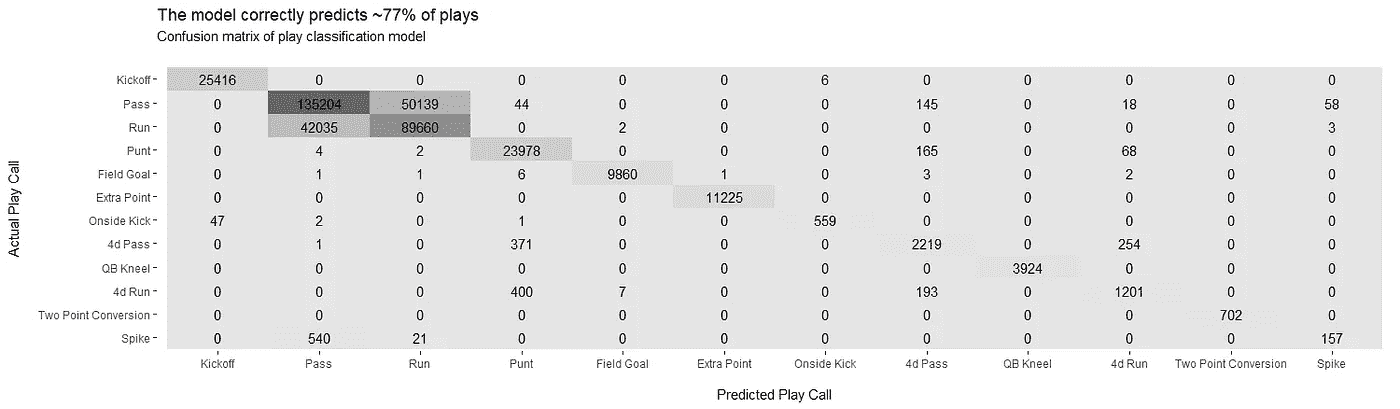 The model correctly predicts ~77% of plays
Confusion matrix of play classification model
Actual Play Call
Kickoff 25416 0 0 0 0 0 6 0 0 0 0 0
Pass 0 135204 50139 44 0 0 0 145 0 18 0 58
Run 0 42035 89660 0 2 0 0 0 0 0 0 3
Punt 0 4 2 23978 0 0 0 165 0 68 0 0
Field Goal 0 1 1 6 9860 1 0 3 0 2 0 0
Extra Point 0 0 0 0 0 11225 0 0 0 0 0 0
Onside Kick 47 2 0 1 0 0 559 0 0 0 0 0
4d Pass 0 1 0 371 0 0 0 2219 0 254 0 0
QB Kneel 0 0 0 0 0 0 0 0 3924 0 0 0
4d Run 0 0 0 400 7 0 0 193 0 1201 0 0
Two Point Conversion 0 0 0 0 0 0 0 0 0 0 702 0
Spike 0 540 21 0 0 0 0 0 0 0 0 157
Kickoff Pass Run Punt Field Goal Extra Point Onside Kick 4d Pass QB Kneel 4d Run Two Point Conversion Spike
Predicted Play Call